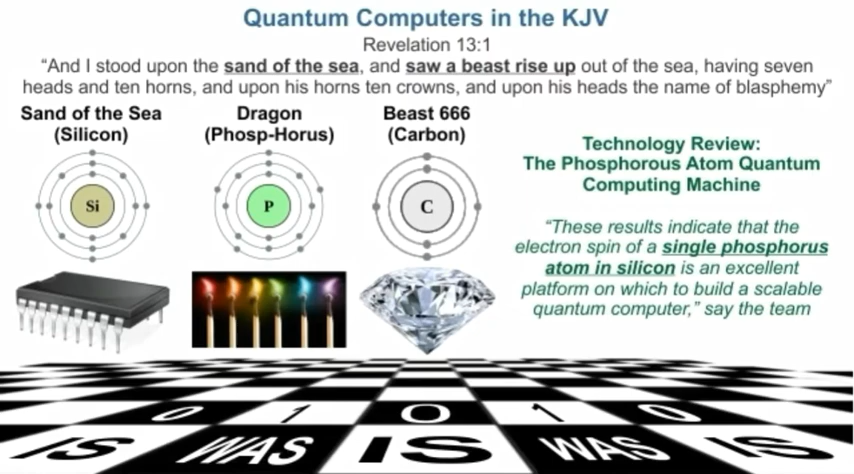 Quantum Computers in the KJV
Revelation 13:1
“And I stood upon the sand of the sea, and saw a beast rise up out of the sea, having seven
heads and ten horns, and upon his horns ten crowns, and upon his heads the name of blasphemy”
Sand of the Sea
(Silicon)
Dragon
(Phosp-Horus)
Beast 666
(Carbon)
Si
P
C
Technology Review:
The Phosphorous Atom Quantum
Computing Machine
“These results indicate that the
electron spin of a single phosphorus
atom in silicon is an excellent
platform on which to build a scalable
quantum computer,” say the team
0 1 0 1 0
IS WAS IS WAS IS